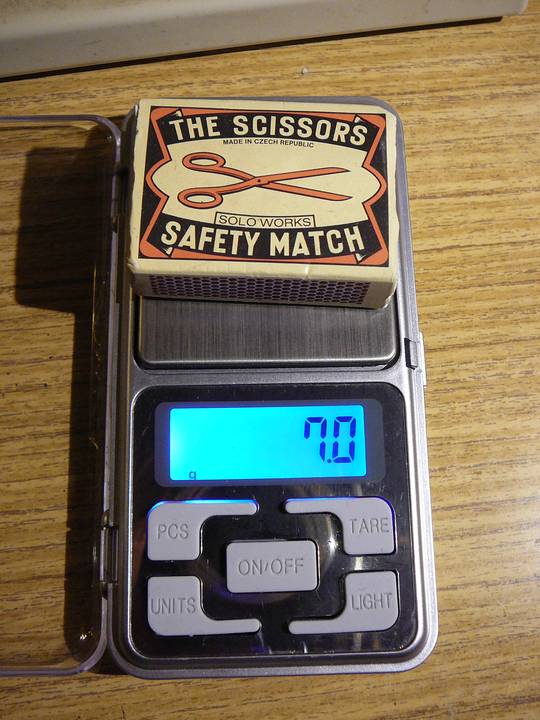 THE SCISSORS
MADE IN CZECH REPUBLIC
SOLO WORKS
SAFETY MATCH
7.0
g
PCS
TARE
ON/OFF
UNITS
LIGHT